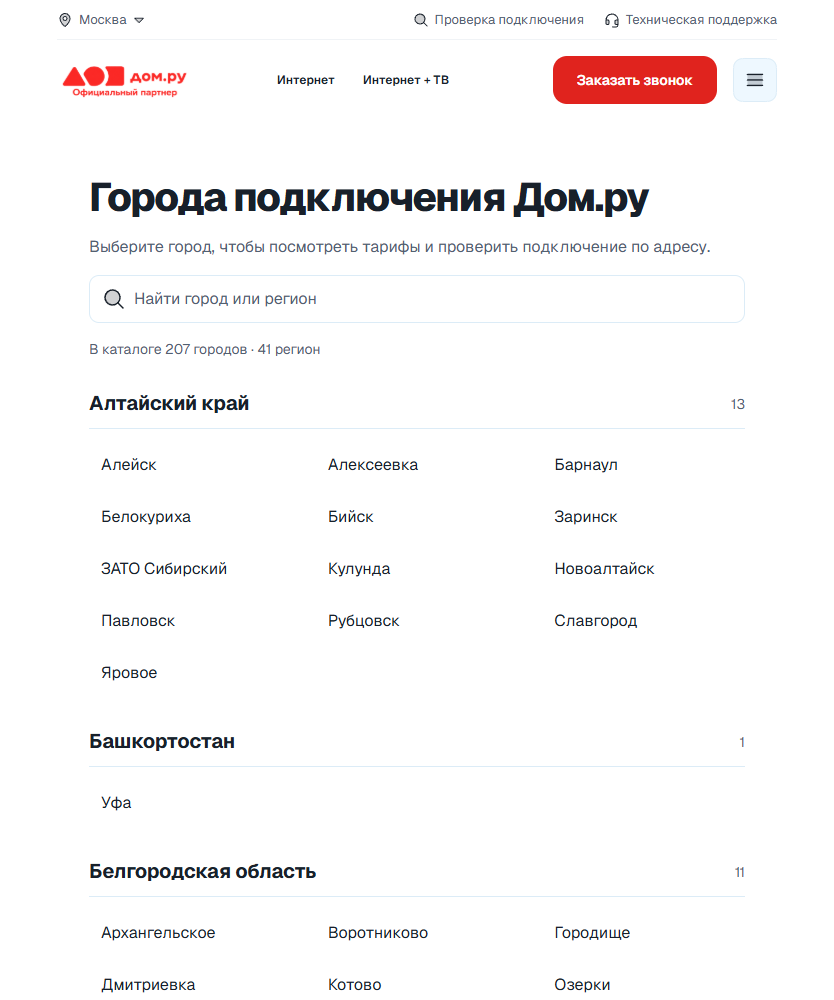 Москва
Проверка подключения
Техническая поддержка
дом.ру
Официальный партнер
Интернет
Интернет + ТВ
Заказать звонок
Города подключения Дом.ру
Выберите город, чтобы посмотреть тарифы и проверить подключение по адресу.
Найти город или регион
В каталоге 207 городов · 41 регион
Алтайский край 13
Алейск Алексеевка Барнаул
Белокуриха Бийск Заринск
ЗАТО Сибирский Кулунда Новоалтайск
Павловск Рубцовск Славгород
Яровое
Башкортостан 1
Уфа
Белгородская область 11
Архангельское Воротниково Городище
Дмитриевка Котово Озерки